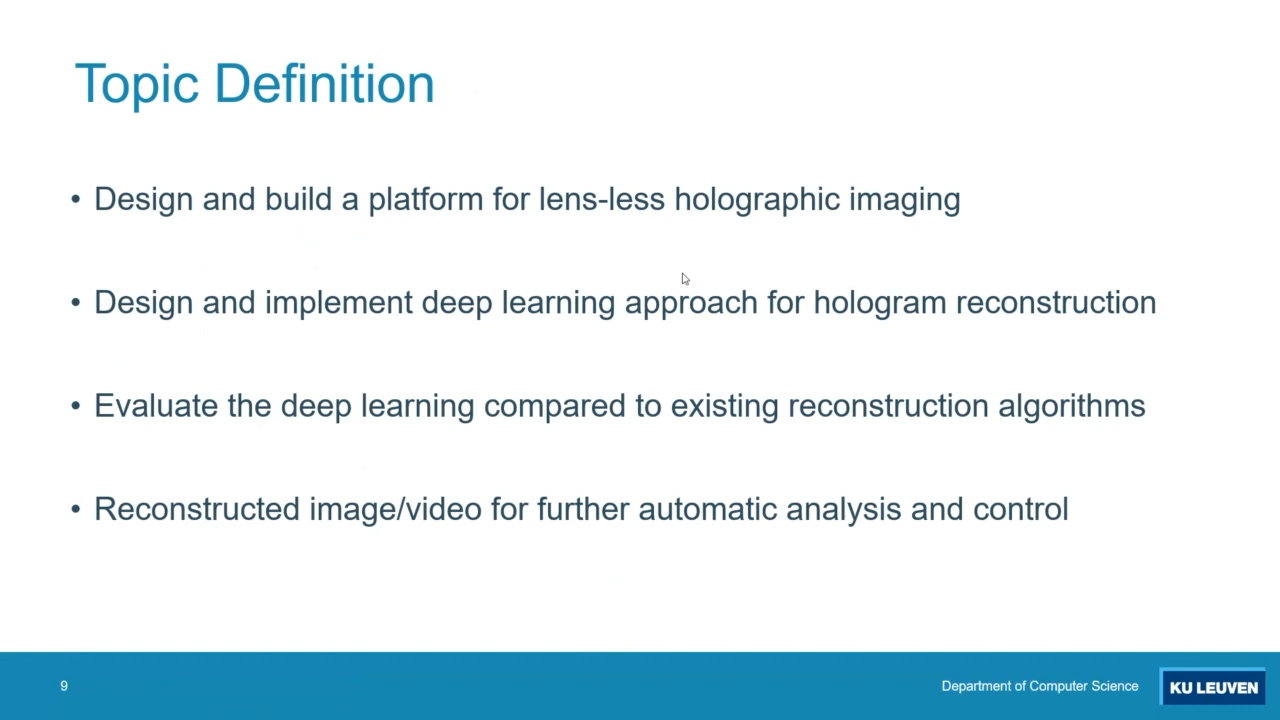 Topic Definition
• Design and build a platform for lens-less holographic imaging
• Design and implement deep learning approach for hologram reconstruction
• Evaluate the deep learning compared to existing reconstruction algorithms
• Reconstructed image/video for further automatic analysis and control
9
Department of Computer Science
KU LEUVEN